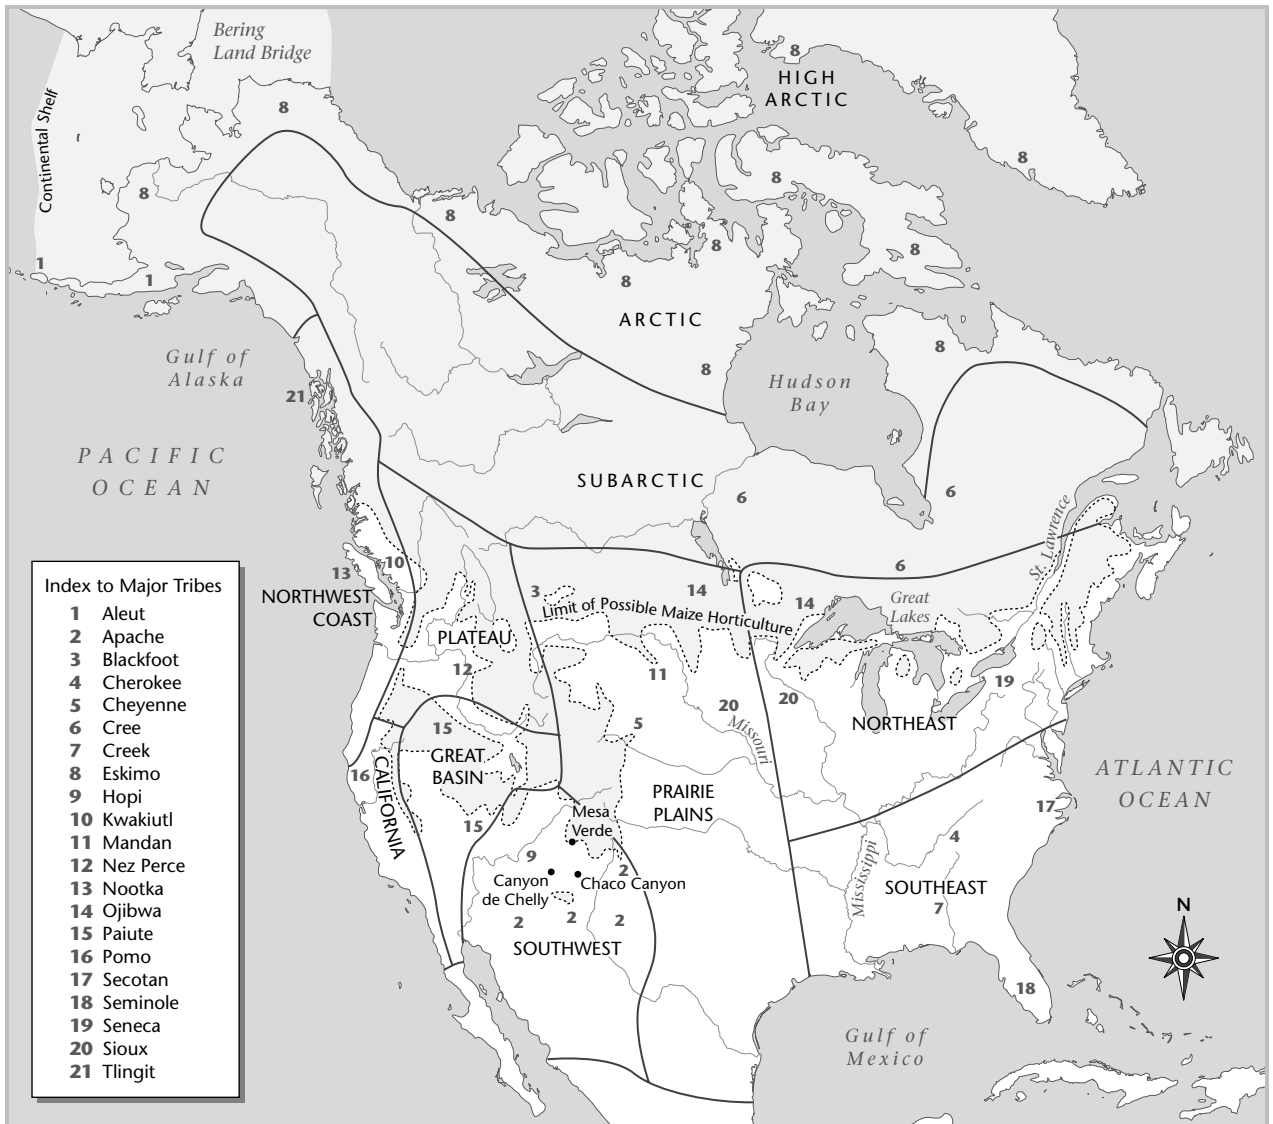 Bering
Land Bridge
8
HIGH
ARCTIC
8
Continental Shelf
8
8
8
8
8
8
8
1
1
8
ARCTIC
8
8
Gulf of
Alaska
Hudson
Bay
21
PACIFIC
OCEAN
SUBARCTIC
6
6
St. Lawrence
6
13
10
NORTHWEST
COAST
3
14
14
Limit of Possible Maize Horticulture
Great
Lakes
PLATEAU
12
11
19
20
20
Missouri
NORTHEAST
5
15
GREAT
BASIN
16
CALIFORNIA
PRAIRIE
PLAINS
ATLANTIC
OCEAN
Mesa
Verde
15
17
4
9
2
Canyon
de Chelly
Chaco Canyon
Mississippi
SOUTHEAST
7
2
2
2
SOUTHWEST
N
18
Gulf of
Mexico
Index to Major Tribes
1 Aleut
2 Apache
3 Blackfoot
4 Cherokee
5 Cheyenne
6 Cree
7 Creek
8 Eskimo
9 Hopi
10 Kwakiutl
11 Mandan
12 Nez Perce
13 Nootka
14 Ojibwa
15 Paiute
16 Pomo
17 Secotan
18 Seminole
19 Seneca
20 Sioux
21 Tlingit